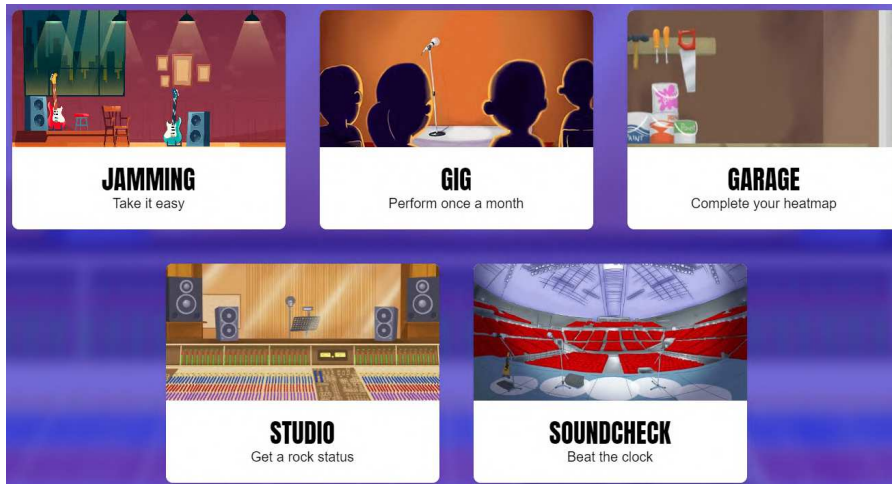 JAMMING
Take it easy
GIG
Perform once a month
GARAGE
Complete your heatmap
STUDIO
Get a rock status
SOUNDCHECK
Beat the clock